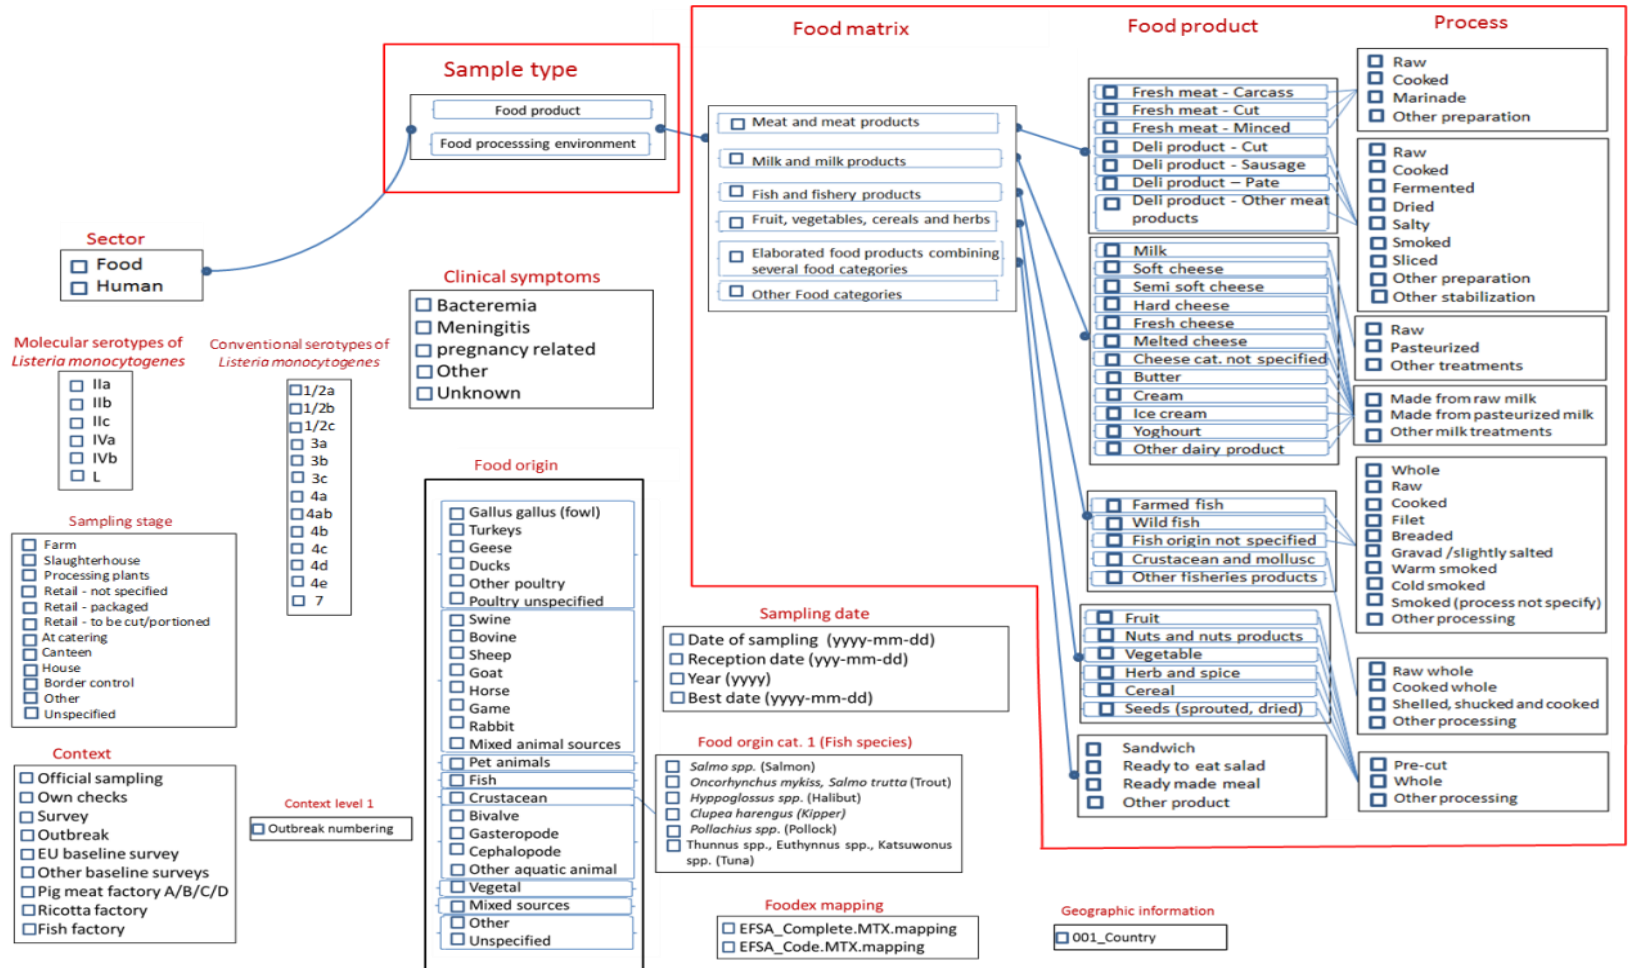 Food matrix
Food product
Process
Sample type
Food product
Food processsing environment
Meat and meat products
Milk and milk products
Fish and fishery products
Fruit, vegetables, cereals and herbs
Elaborated food products combining
several food categories
Other Food categories
Fresh meat - Carcass
Fresh meat - Cut
Fresh meat - Minced
Deli product - Cut
Deli product - Sausage
Deli product – Pate
Deli product - Other meat
products
Milk
Soft cheese
Semi soft cheese
Hard cheese
Fresh cheese
Melted cheese
Cheese cat. not specified
Butter
Cream
Ice cream
Yoghourt
Other dairy product
Farmed fish
Wild fish
Fish origin not specified
Crustacean and mollusc
Other fisheries products
Fruit
Nuts and nuts products
Vegetable
Herb and spice
Cereal
Seeds (sprouted, dried)
Sandwich
Ready to eat salad
Ready made meal
Other product
Raw
Cooked
Marinade
Other preparation
Raw
Cooked
Fermented
Dried
Salty
Smoked
Sliced
Other preparation
Other stabilization
Raw
Pasteurized
Other treatments
Made from raw milk
Made from pasteurized milk
Other milk treatments
Whole
Raw
Cooked
Filet
Breaded
Gravad /slightly salted
Warm smoked
Cold smoked
Smoked (process not specify)
Other processing
Raw whole
Cooked whole
Shelled, shucked and cooked
Other processing
Pre-cut
Whole
Other processing
Sector
Food
Human
Clinical symptoms
Bacteremia
Meningitis
pregnancy related
Other
Unknown
Molecular serotypes of
Listeria monocytogenes
IIa
IIb
IIc
IVa
IVb
L
Conventional serotypes of
Listeria monocytogenes
1/2a
1/2b
1/2c
3a
3b
3c
4a
4ab
4b
4c
4d
4e
7
Sampling stage
Farm
Slaughterhouse
Processing plants
Retail - not specified
Retail - packaged
Retail - to be cut/portioned
At catering
Canteen
House
Border control
Other
Unspecified
Context
Official sampling
Own checks
Survey
Outbreak
EU baseline survey
Other baseline surveys
Pig meat factory A/B/C/D
Ricotta factory
Fish factory
Context level 1
Outbreak numbering
Food origin
Gallus gallus (fowl)
Turkeys
Geese
Ducks
Other poultry
Poultry unspecified
Swine
Bovine
Sheep
Goat
Horse
Game
Rabbit
Mixed animal sources
Pet animals
Fish
Crustacean
Bivalve
Gasteropode
Cephalopode
Other aquatic animal
Vegetal
Mixed sources
Other
Unspecified
Sampling date
Date of sampling (yyyy-mm-dd)
Reception date (yyy-mm-dd)
Year (yyyy)
Best date (yyyy-mm-dd)
Food orgin cat. 1 (Fish species)
Salmo spp. (Salmon)
Oncorhynchus mykiss, Salmo trutta (Trout)
Hyppoglossus spp. (Halibut)
Clupea harengus (Kipper)
Pollachius spp. (Pollock)
Thunnus spp., Euthynnus spp., Katsuwonus
spp. (Tuna)
Foodex mapping
EFSA_Complete.MTX.mapping
EFSA_Code.MTX.mapping
Geographic information
001_Country